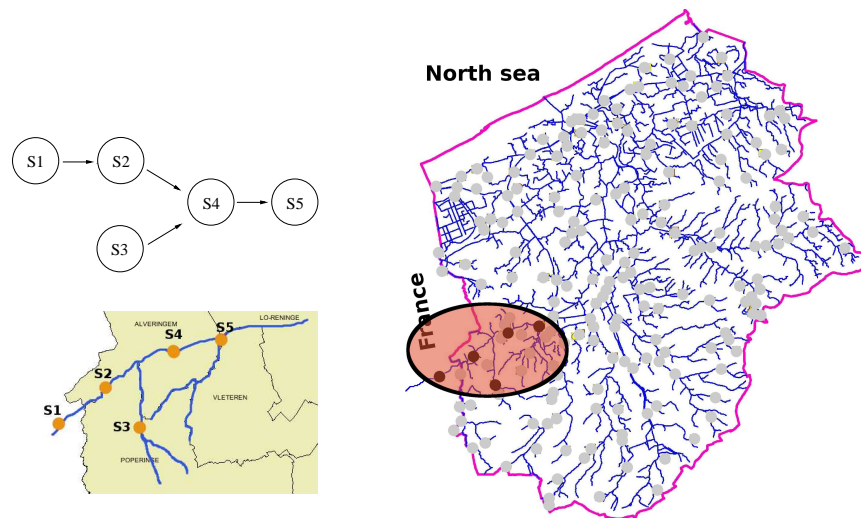 North sea
France
S1
S2
S3
S4
S5
LO-RENINGE
ALVERINGEM
S5
S4
S2
VLETEREN
S1
S3
POPERINGE